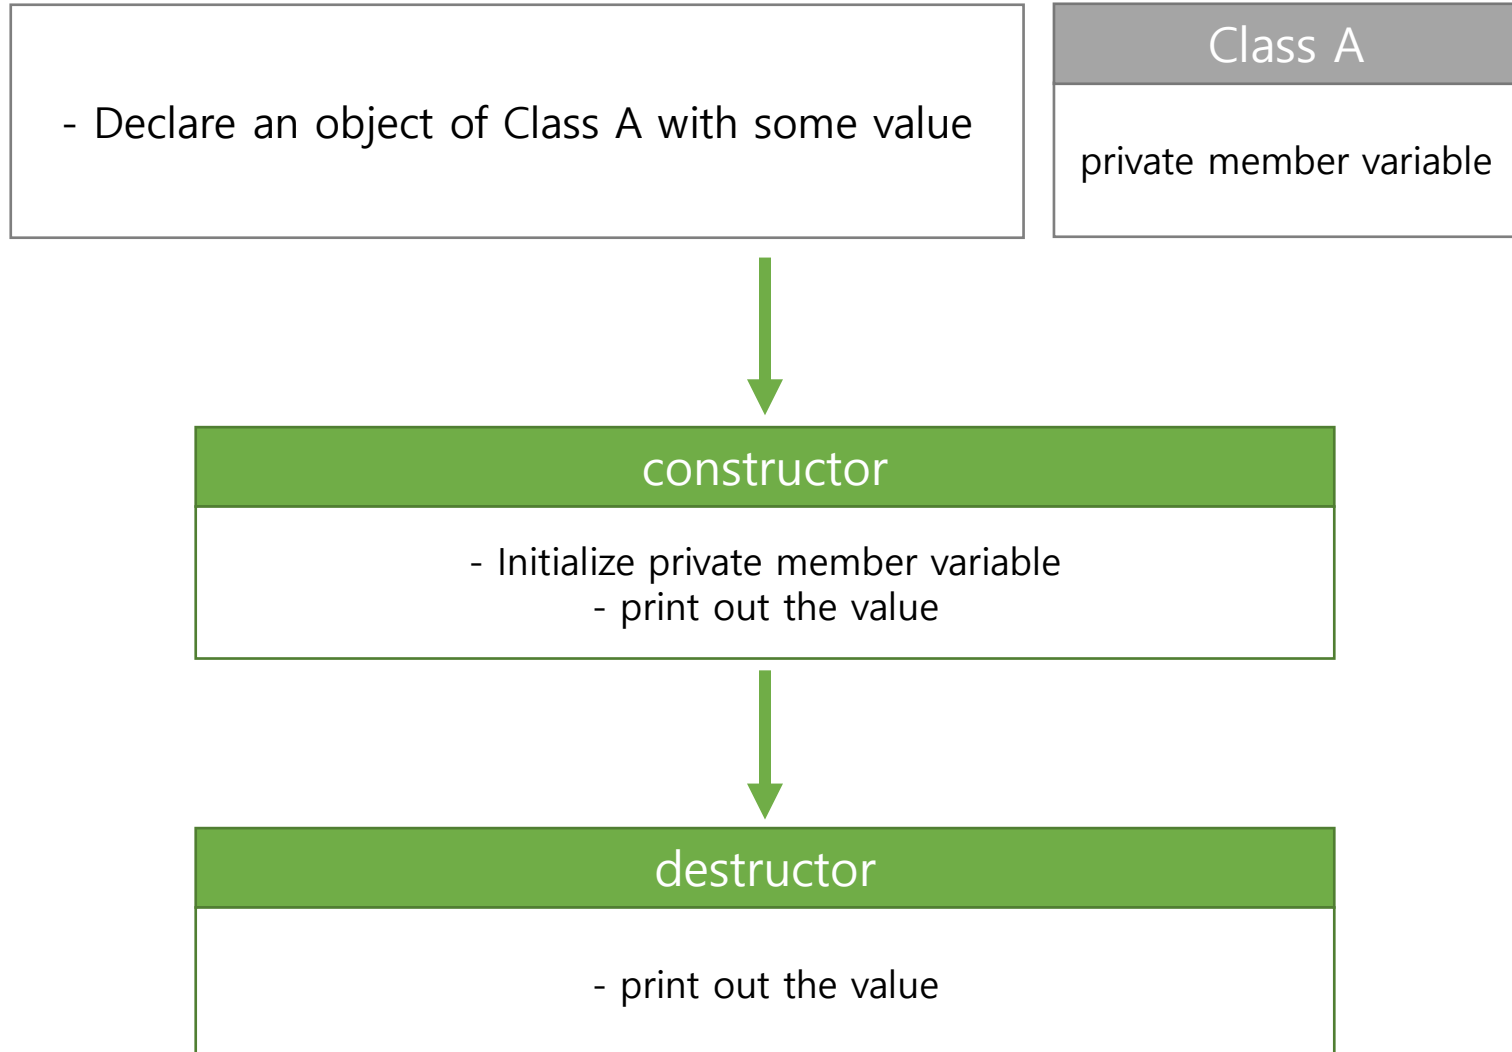 - Declare an object of Class A with some value
Class A
private member variable
constructor
- Initialize private member variable
- print out the value
destructor
- print out the value